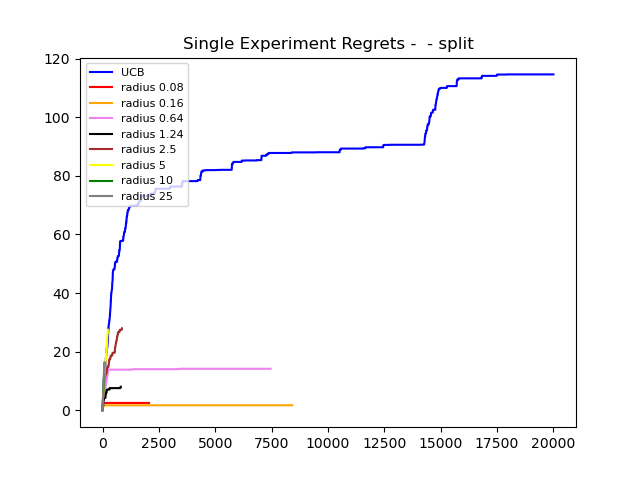 Single Experiment Regrets -  - split
120
100
80
60
40
20
0
UCB
radius 0.08
radius 0.16
radius 0.64
radius 1.24
radius 2.5
radius 5
radius 10
radius 25
0 2500 5000 7500 10000 12500 15000 17500 20000